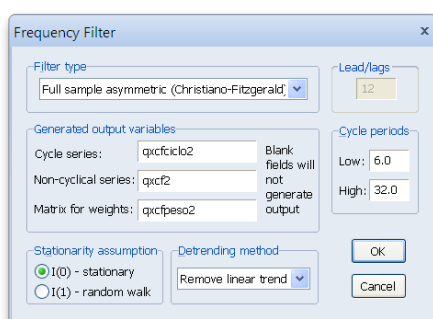 Frequency Filter x
Filter type
Full sample asymmetric (Christiano-Fitzgerald)
Lead/lags
12
Generated output variables
Cycle series: qxcfciclo2
Non-cyclical series: qxcf2
Matrix for weights: qxcfpeso2
Blank
fields will
not
generate
output
Cycle periods
Low: 6.0
High: 32.0
Stationarity assumption
I(0) - stationary
I(1) - random walk
Detrending method
Remove linear trend
OK
Cancel